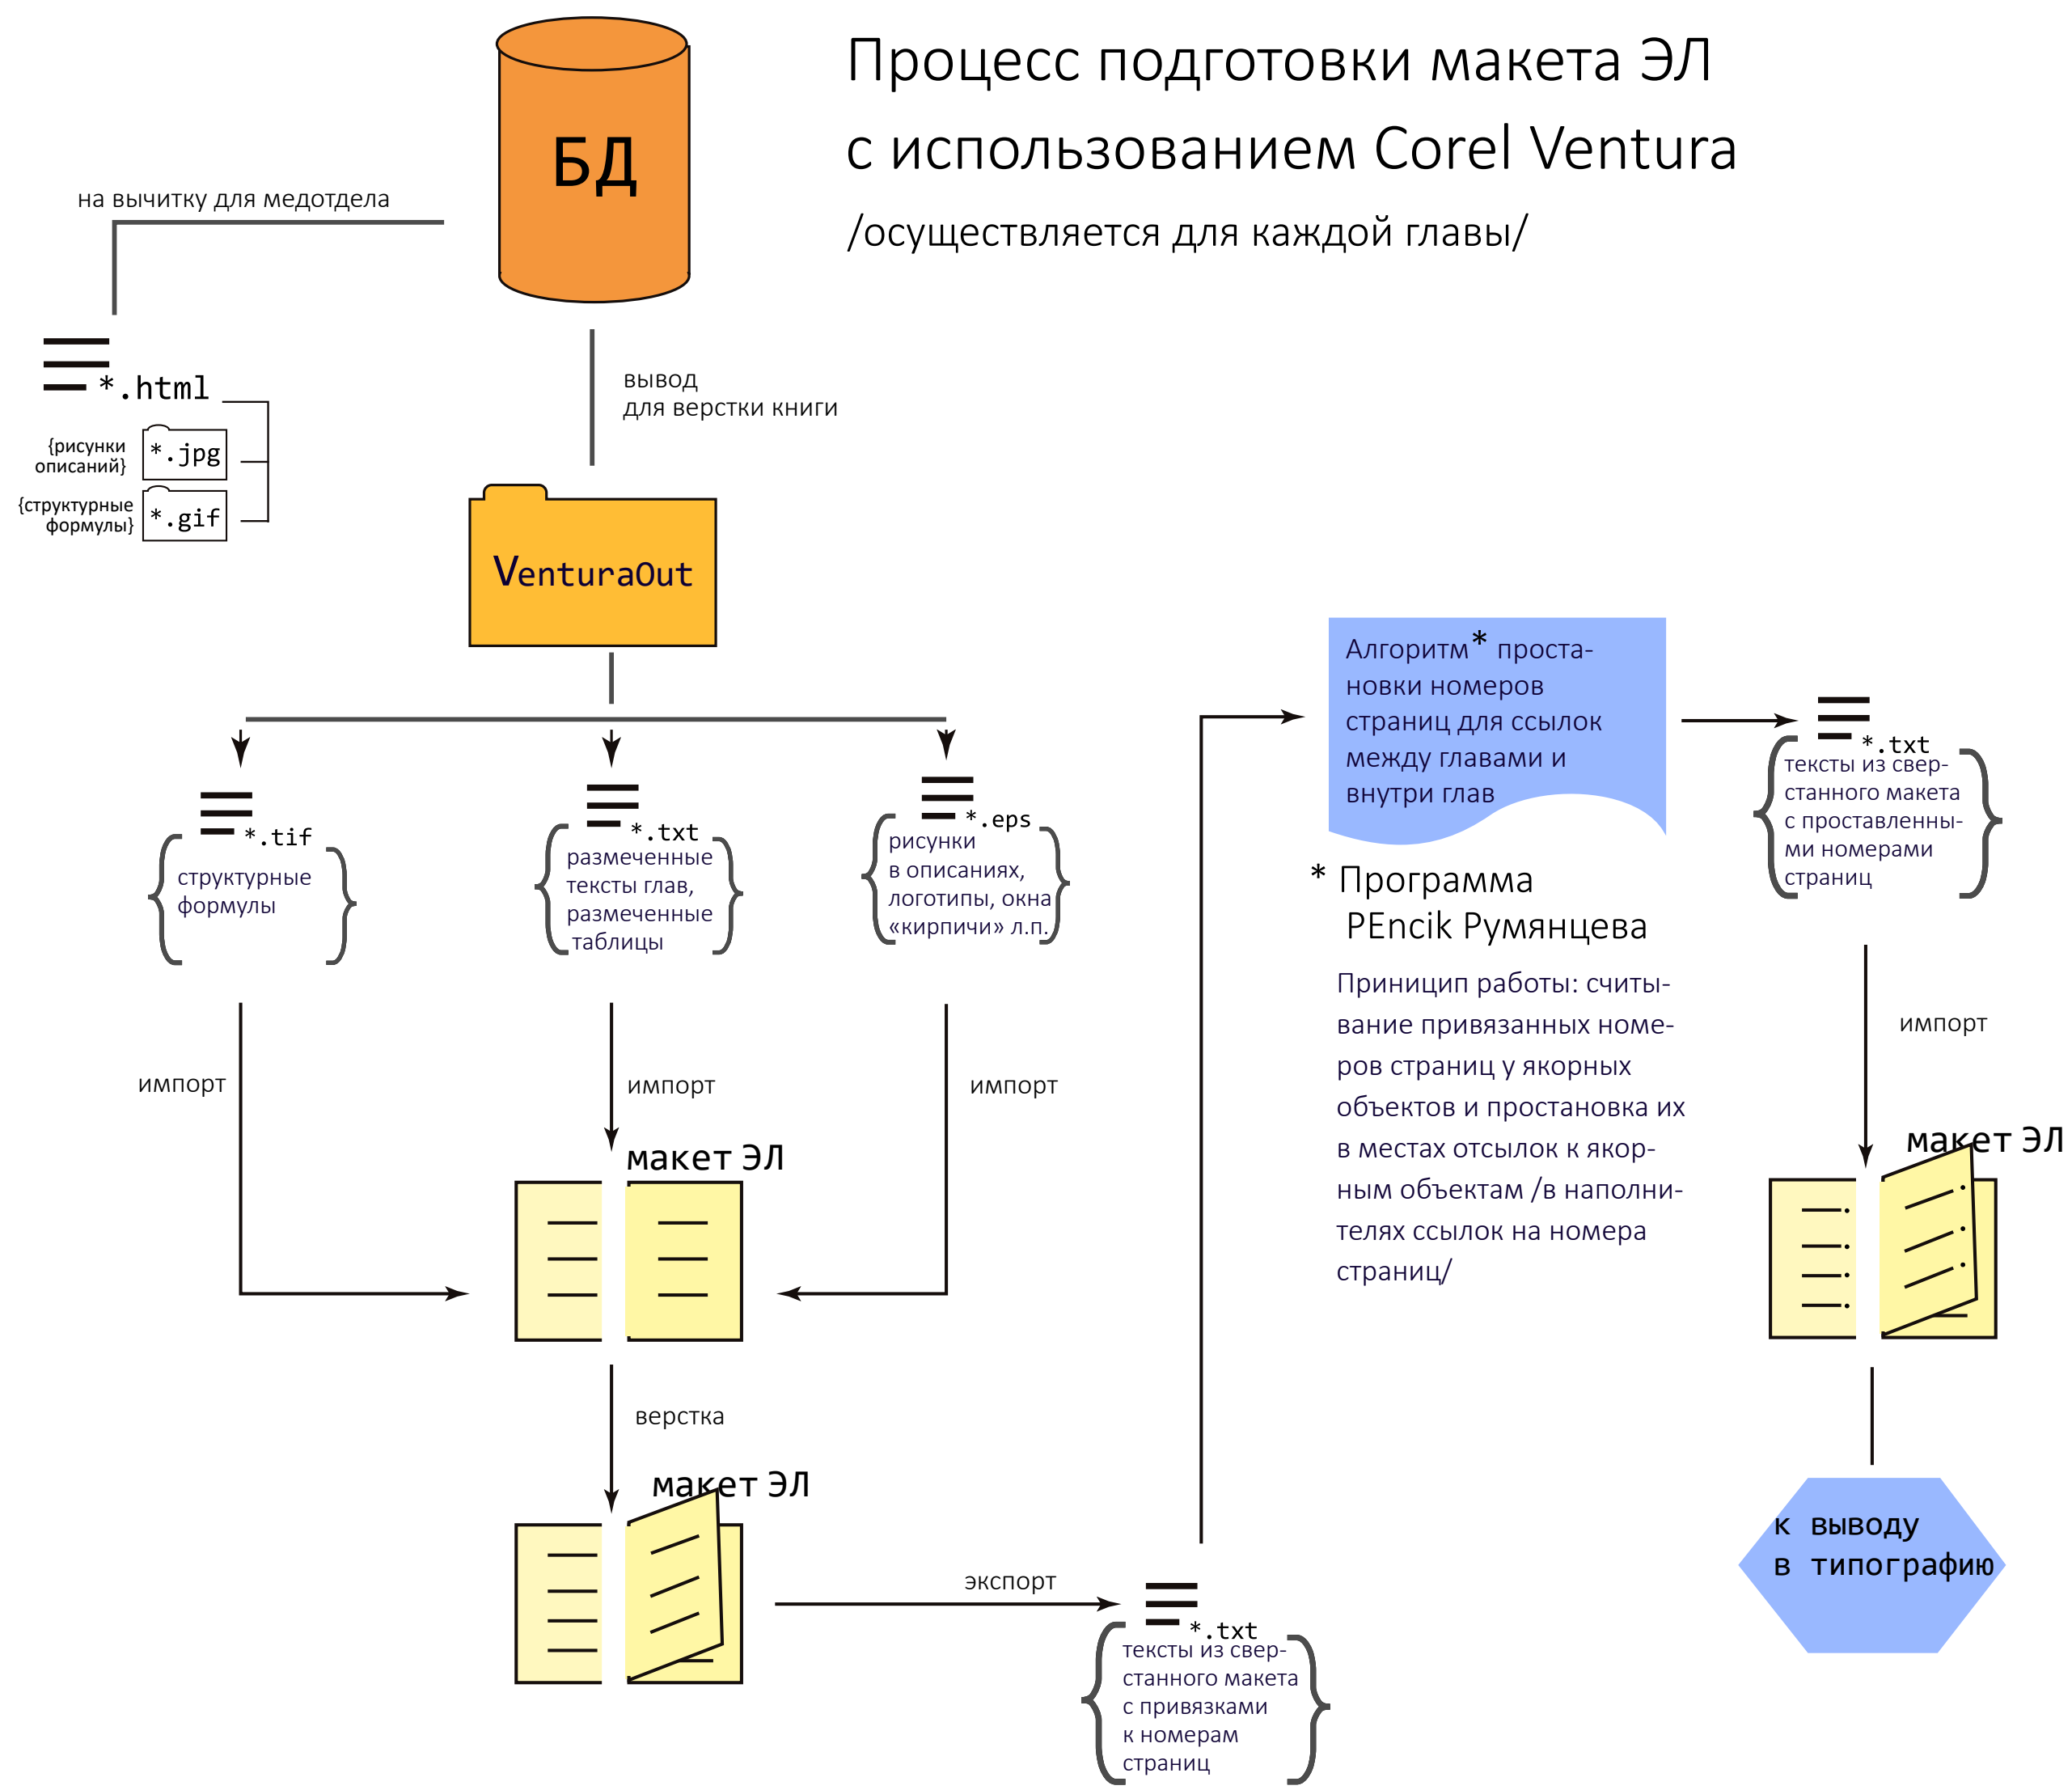 Процесс подготовки макета ЭЛ
с использованием Corel Ventura
/осуществляется для каждой главы/
БД
на вычитку для медотдела
*.html
{рисунки
описаний}
*.jpg
{структурные
формулы}
*.gif
вывод
для верстки книги
VenturaOut
*.tif
структурные
формулы
*.txt
размеченные
тексты глав,
размеченные
таблицы
*.eps
рисунки
в описаниях,
логотипы, окна
«кирпичи» л.п.
импорт
импорт
импорт
макет ЭЛ
верстка
макет ЭЛ
экспорт
*.txt
тексты из свер-
станного макета
с привязками
к номерам
страниц
Алгоритм* проста-
новки номеров
страниц для ссылок
между главами и
внутри глав
* Программа
PEncik Румянцева
Приницип работы: считы-
вание привязанных номе-
ров страниц у якорных
объектов и простановка их
в местах отсылок к якор-
ным объектам /в наполни-
телях ссылок на номера
страниц/
*.txt
тексты из свер-
станного макета
с проставленны-
ми номерами
страниц
импорт
макет ЭЛ
к выводу
в типографию